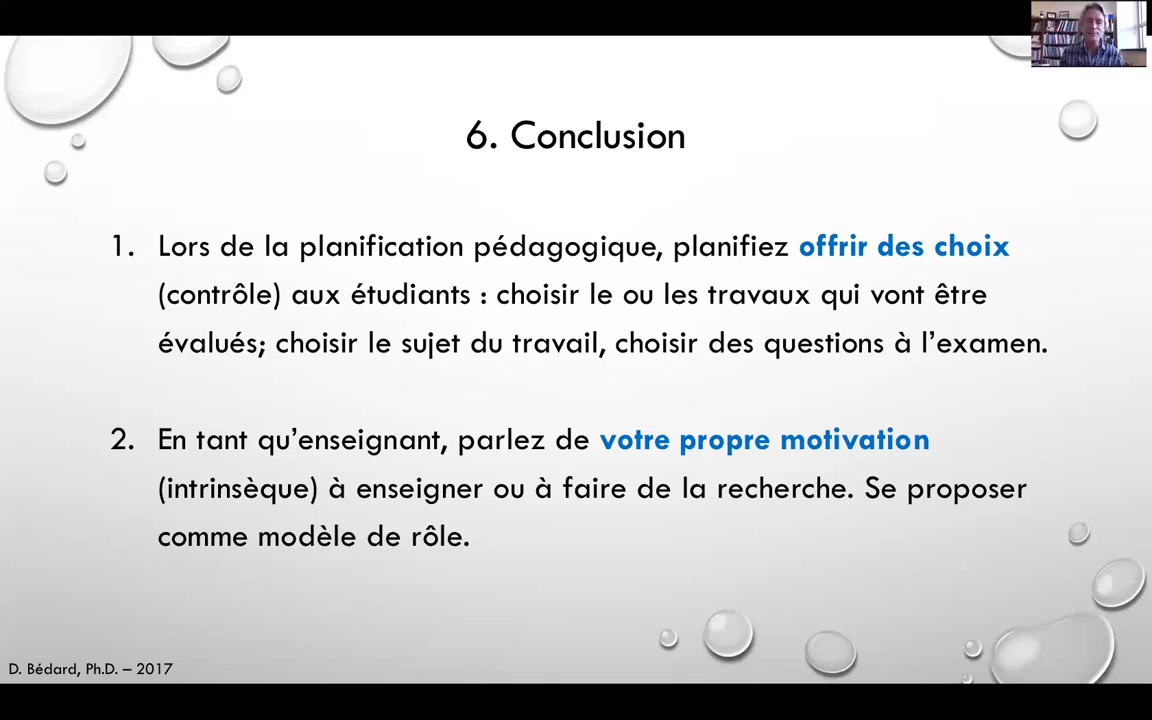 6. Conclusion
1. Lors de la planification pédagogique, planifiez offrir des choix
(contrôle) aux étudiants : choisir le ou les travaux qui vont être
évalués; choisir le sujet du travail, choisir des questions à l’examen.
2. En tant qu’enseignant, parlez de votre propre motivation
(intrinsèque) à enseigner ou à faire de la recherche. Se proposer
comme modèle de rôle.
D. Bédard, Ph.D. – 2017